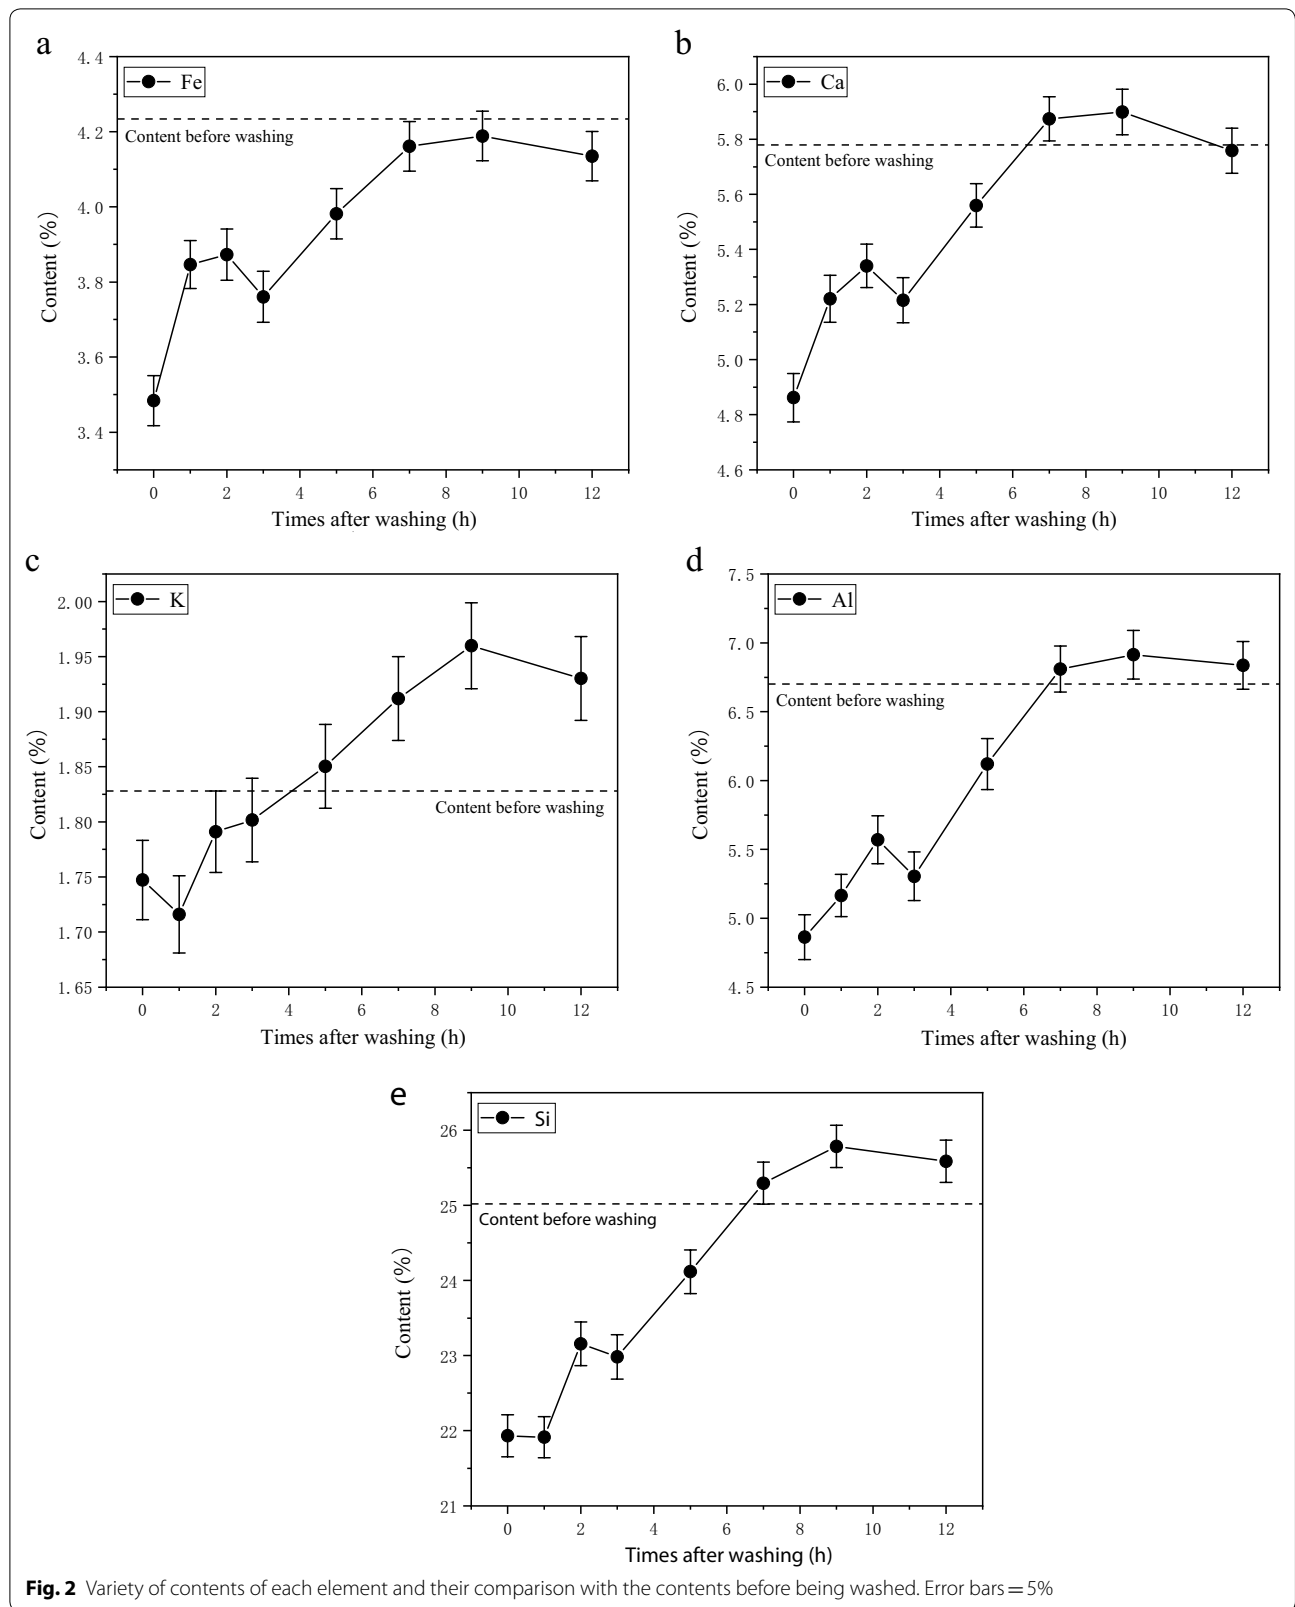 a
4.4
4.2
4.0
3.8
3.6
3.4
Content (%)
Fe
Content before washing
0 2 4 6 8 10 12
Times after washing (h)
b
6.0
5.8
5.6
5.4
5.2
5.0
4.8
4.6
Content (%)
Ca
Content before washing
0 2 4 6 8 10 12
Times after washing (h)
c
2.00
1.95
1.90
1.85
1.80
1.75
1.70
1.65
Content (%)
K
Content before washing
0 2 4 6 8 10 12
Times after washing (h)
d
7.5
7.0
6.5
6.0
5.5
5.0
4.5
Content (%)
Al
Content before washing
0 2 4 6 8 10 12
Times after washing (h)
e
26
25
24
23
22
21
Content (%)
Si
Content before washing
0 2 4 6 8 10 12
Times after washing (h)
Fig. 2 Variety of contents of each element and their comparison with the contents before being washed. Error bars = 5%